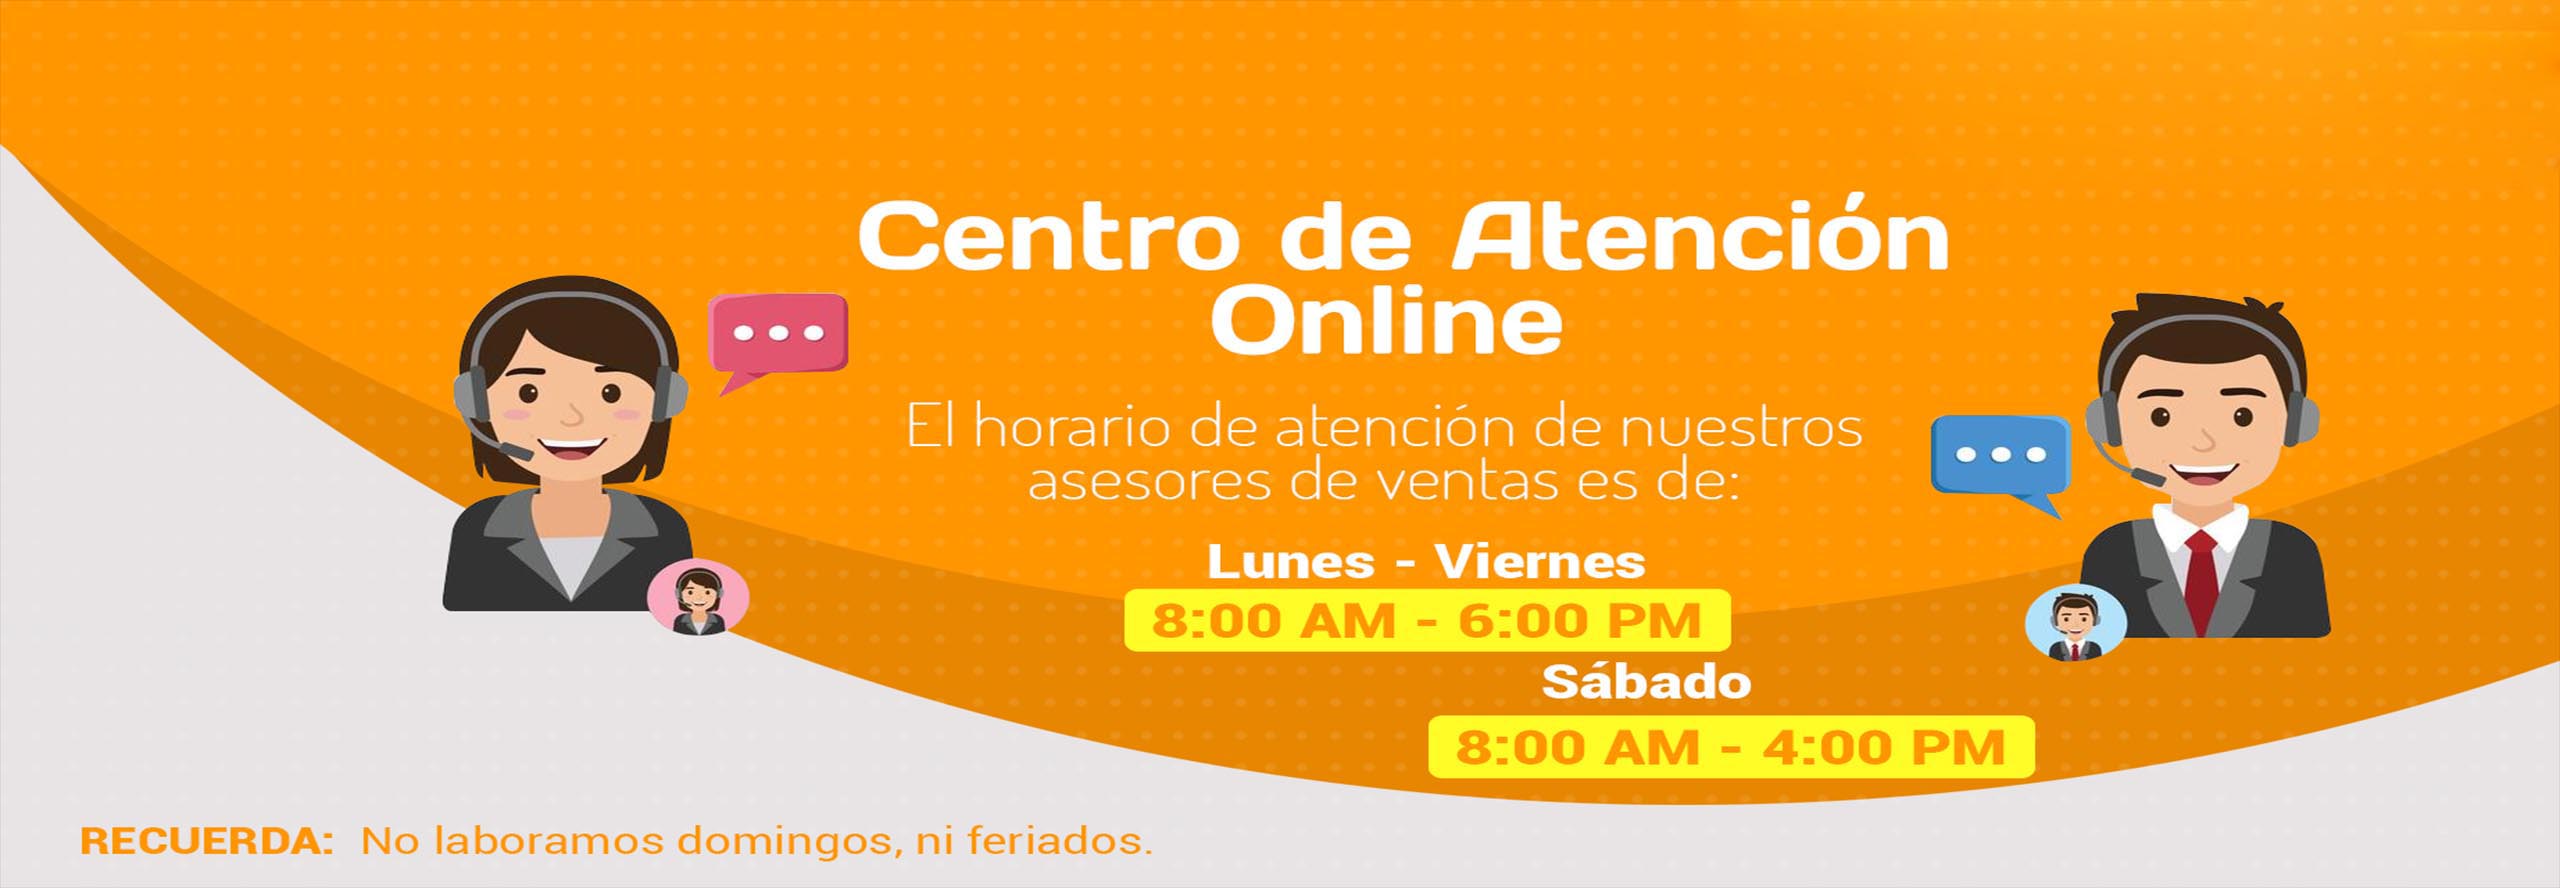 Centro de Atención
Online
El horario de atención de nuestros
asesores de ventas es de:
Lunes - Viernes
8:00 AM - 6:00 PM
Sábado
8:00 AM - 4:00 PM
RECUERDA: No laboramos domingos, ni feriados.